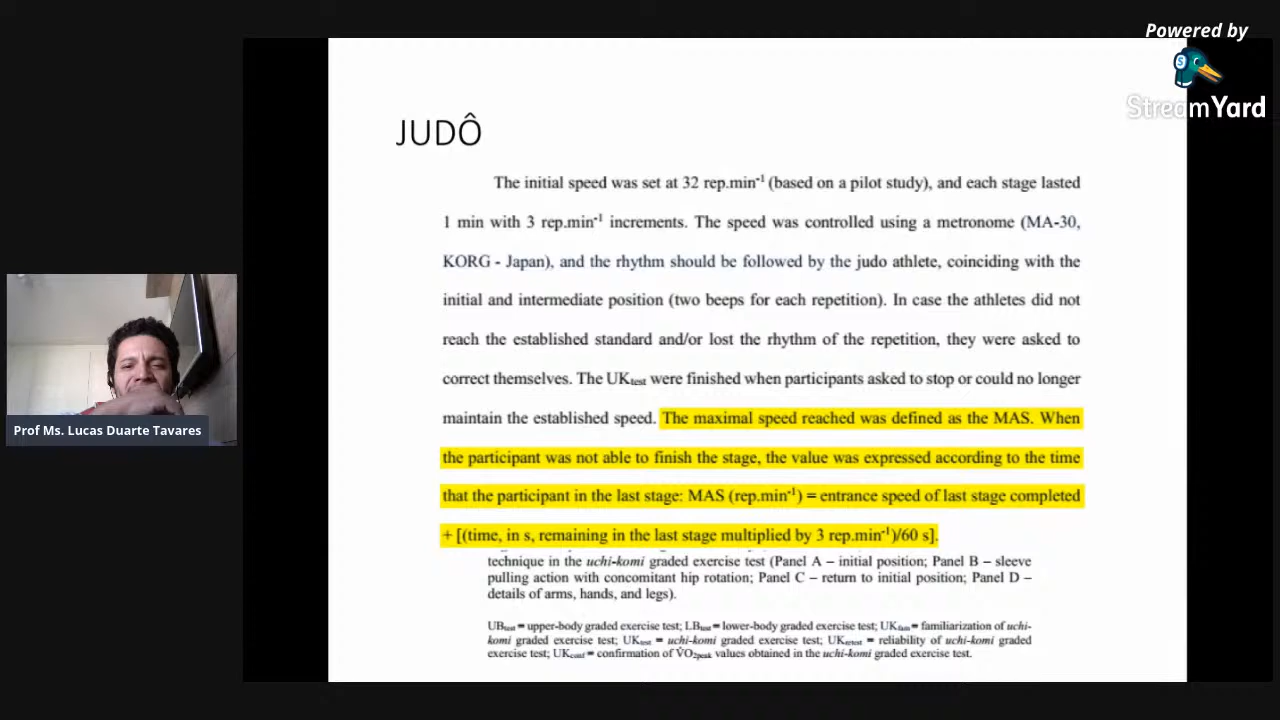 Powered by
StreamYard
JUDÔ
The initial speed was set at 32 rep.min-1 (based on a pilot study), and each stage lasted
1 min with 3 rep.min-1 increments. The speed was controlled using a metronome (MA-30,
KORG - Japan), and the rhythm should be followed by the judo athlete, coinciding with the
initial and intermediate position (two beeps for each repetition). In case the athletes did not
reach the established standard and/or lost the rhythm of the repetition, they were asked to
correct themselves. The UKtest were finished when participants asked to stop or could no longer
maintain the established speed. The maximal speed reached was defined as the MAS. When
the participant was not able to finish the stage, the value was expressed according to the time
that the participant in the last stage: MAS (rep.min-1) = entrance speed of last stage completed
+ [(time, in s, remaining in the last stage multiplied by 3 rep.min-1)/60 s].
technique in the uchi-komi graded exercise test (Panel A – initial position; Panel B – sleeve
pulling action with concomitant hip rotation; Panel C – return to initial position; Panel D –
details of arms, hands, and legs).
UBtest = upper-body graded exercise test; LBtest = lower-body graded exercise test; UKfam = familiarization of uchi-
komi graded exercise test; UKtest = uchi-komi graded exercise test; UKretest = reliability of uchi-komi graded
exercise test; UKconf = confirmation of V̇O2peak values obtained in the uchi-komi graded exercise test.
Prof Ms. Lucas Duarte Tavares